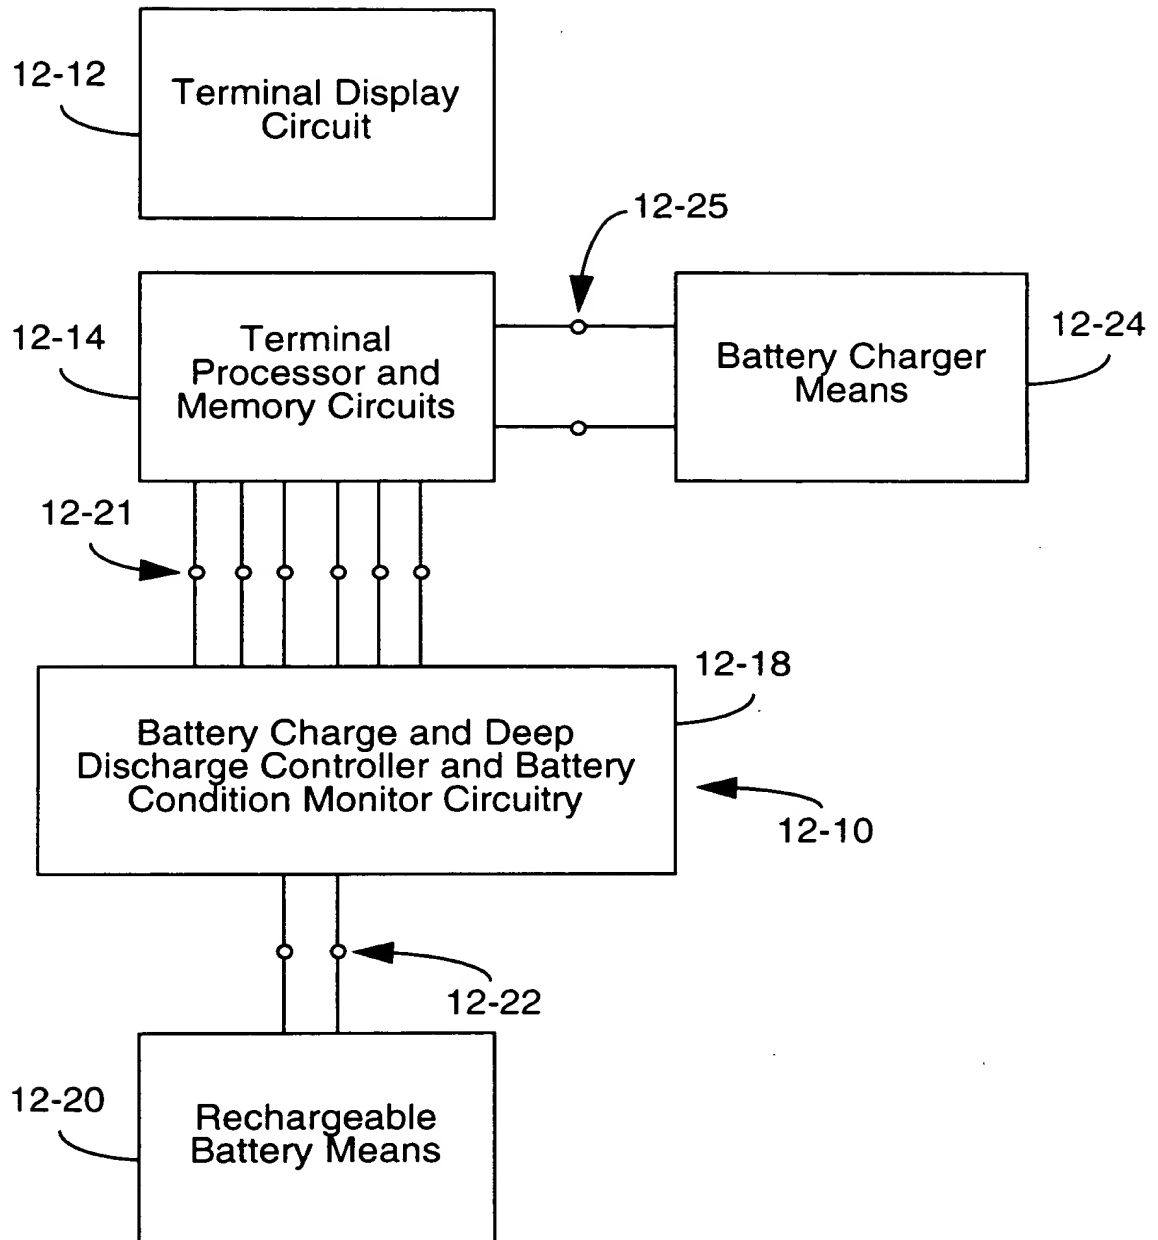 12-12
Terminal Display
Circuit
12-25
12-14
Terminal
Processor and
Memory Circuits
Battery Charger
Means
12-24
12-21
12-18
Battery Charge and Deep
Discharge Controller and Battery
Condition Monitor Circuitry
12-10
12-22
12-20
Rechargeable
Battery Means